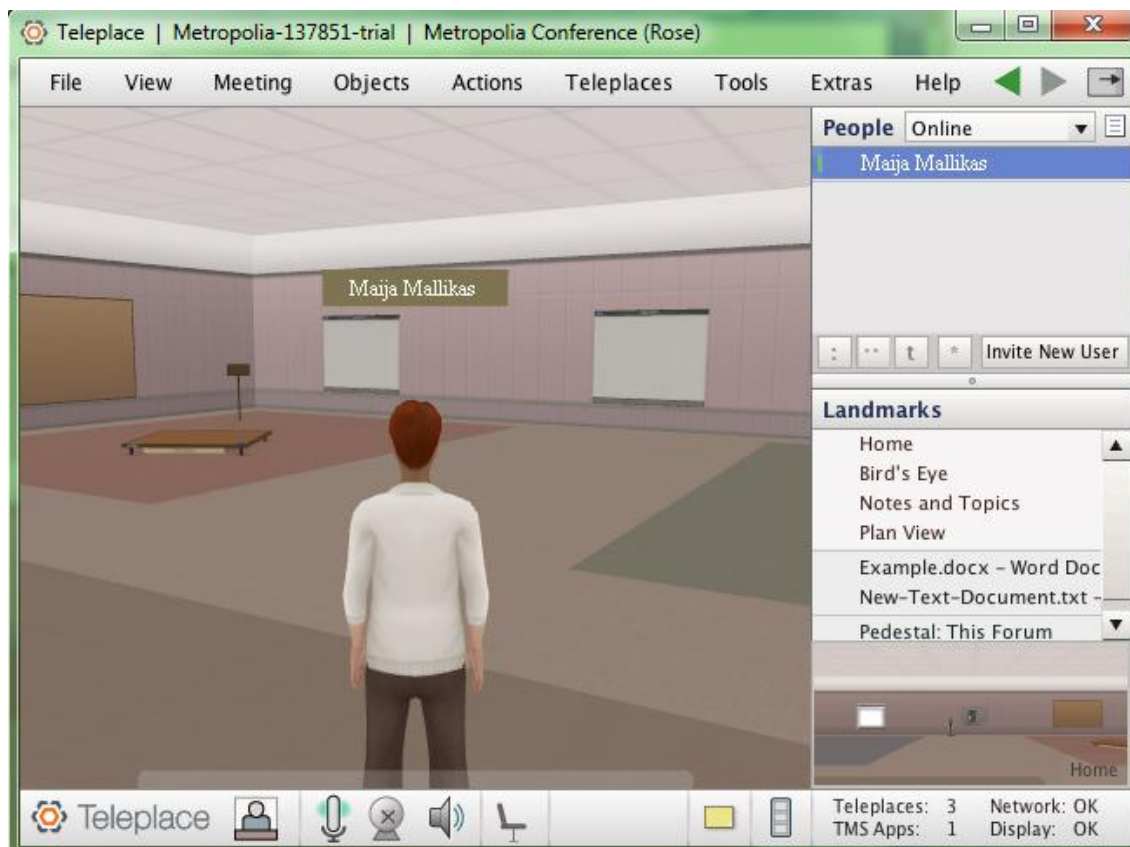 Teleplace | Metropolia-137851-trial | Metropolia Conference (Rose)
File View Meeting Objects Actions Teleplaces Tools Extras Help
People Online
Maija Mallikas
Maija Mallikas
: •• t * Invite New User
Landmarks
Home
Bird's Eye
Notes and Topics
Plan View
Example.docx – Word Doc
New-Text-Document.txt –
Pedestal: This Forum
Home
Teleplace
Teleplaces: 3 Network: OK
TMS Apps: 1 Display: OK